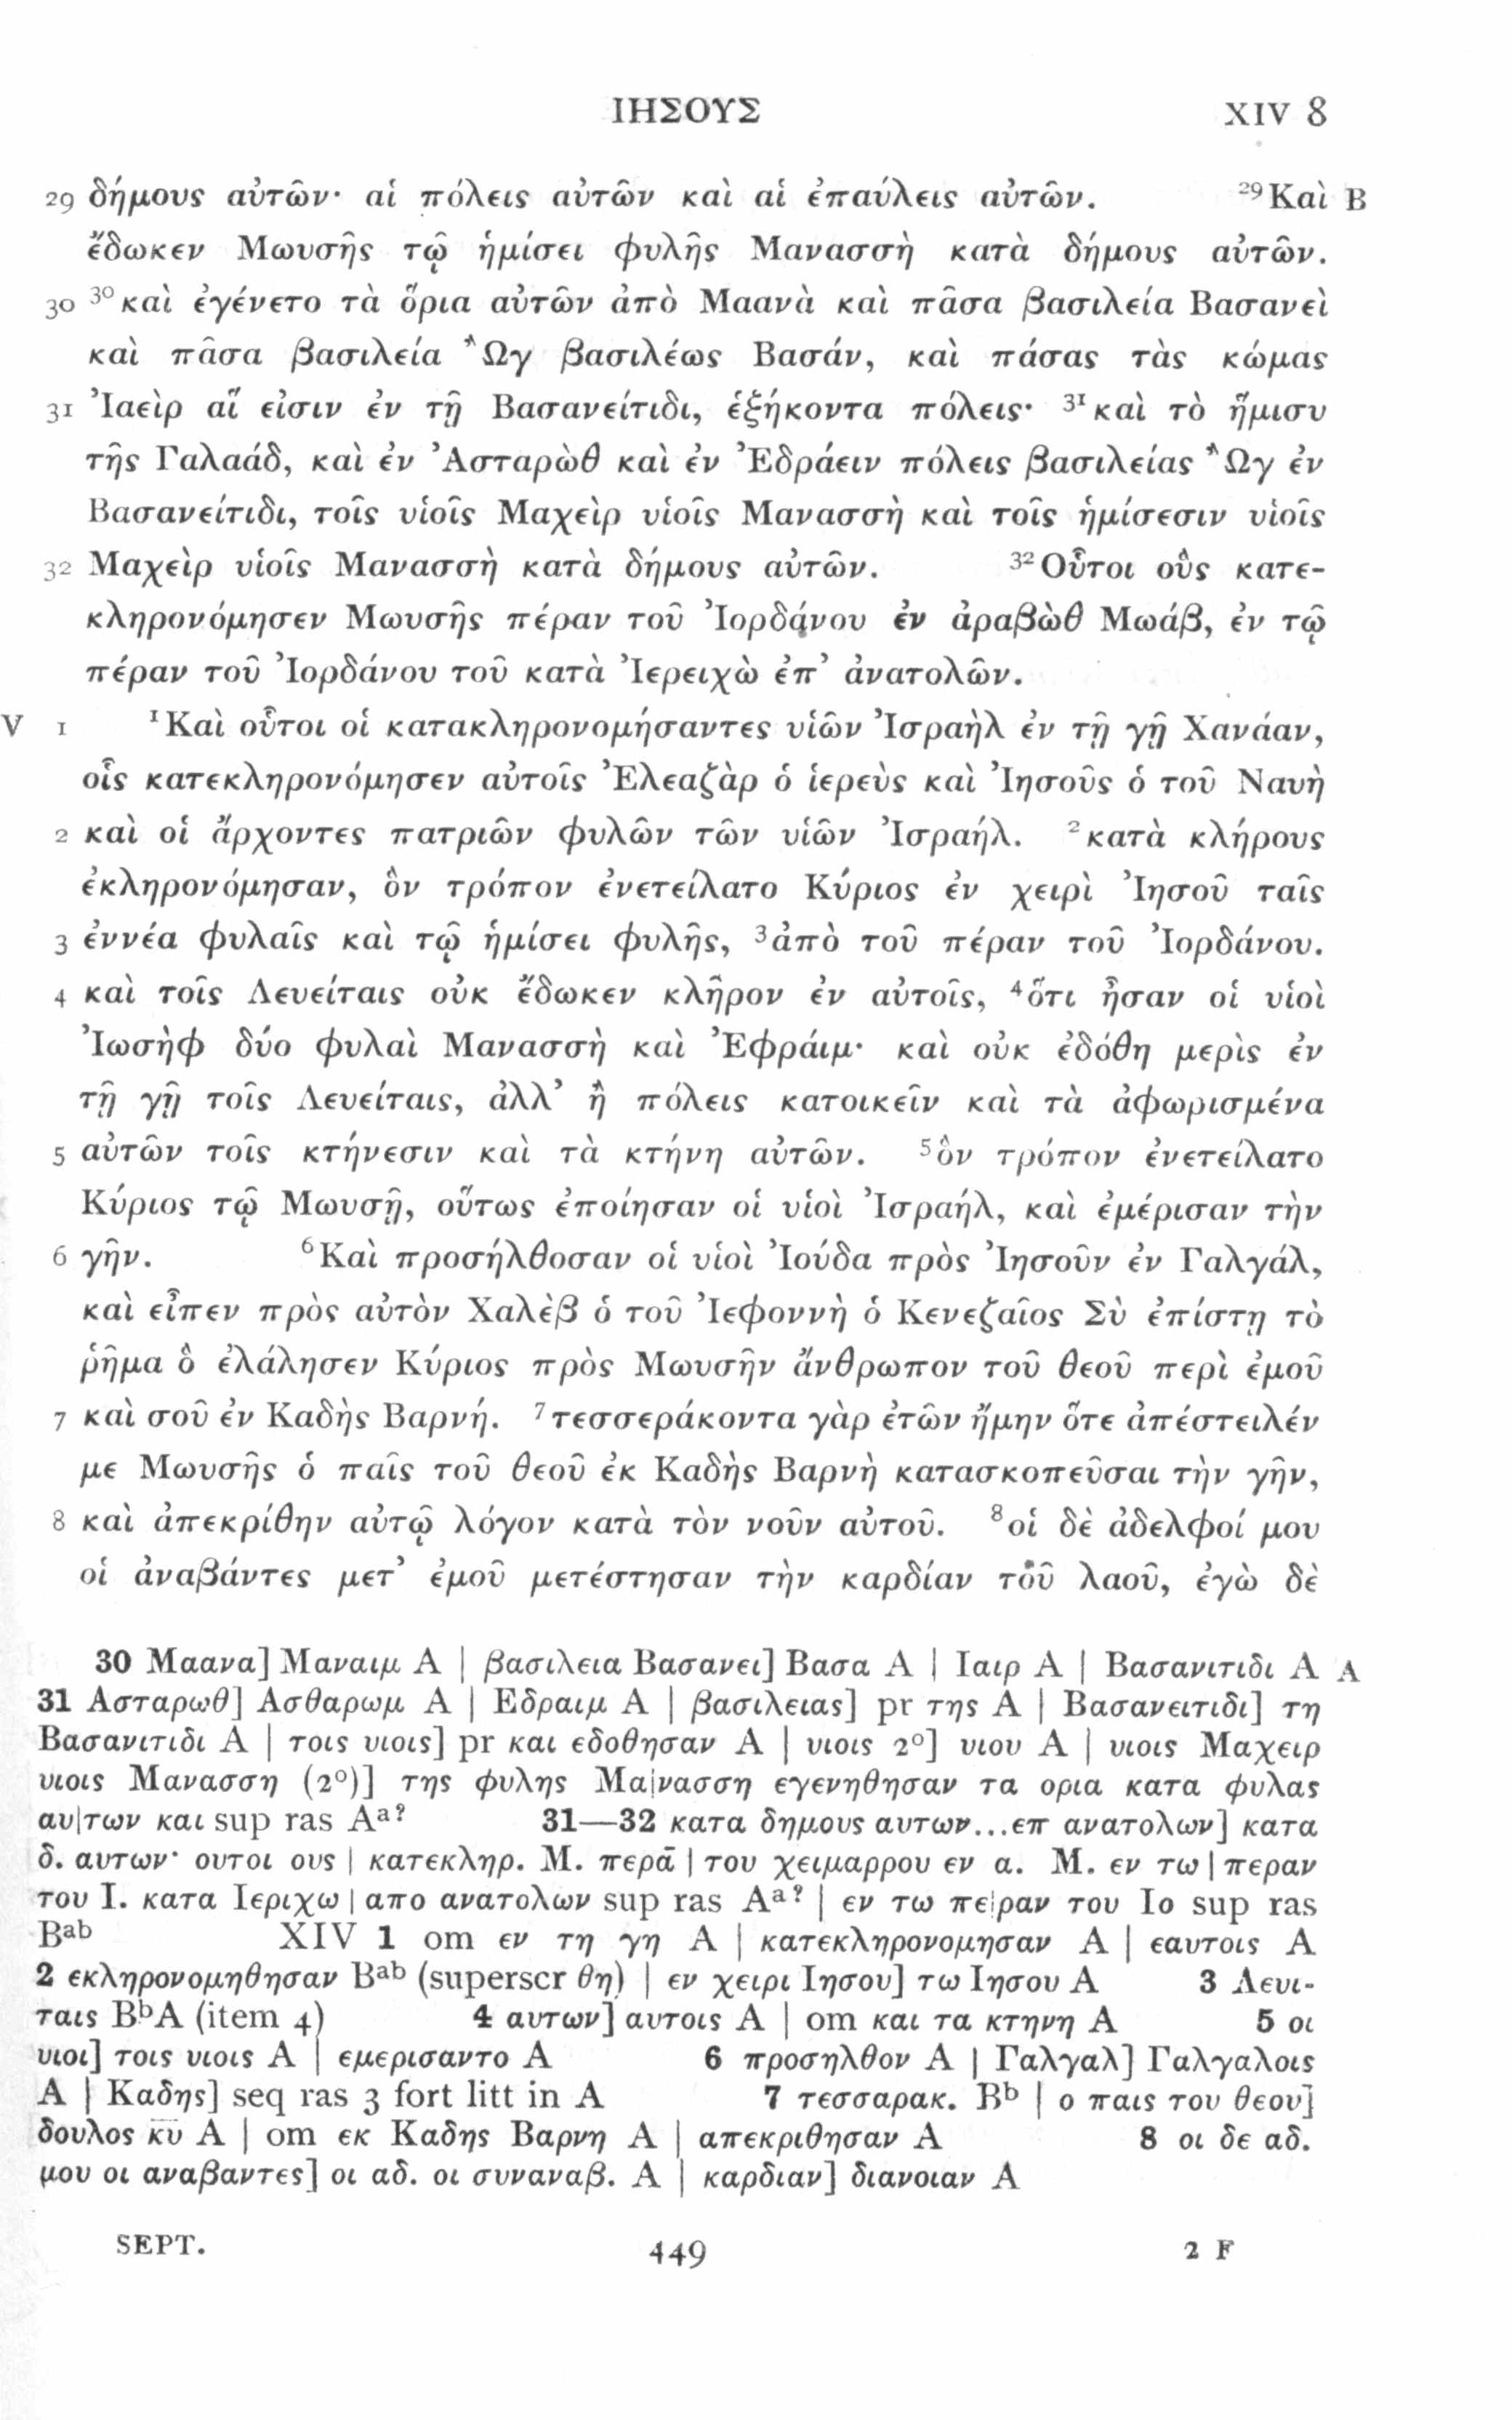 ΙΗΣΟΥΣ XIV 8
29 δήμους αὐτῶν· αἱ πόλεις αὐτῶν καὶ αἱ ἐπαύλεις αὐτῶν. ²⁹Καὶ B
ἔδωκεν Μωυσῆς τῷ ἡμίσει φυλῆς Μανασσὴ κατὰ δήμους αὐτῶν.
30 ³⁰καὶ ἐγένετο τὰ ὅρια αὐτῶν ἀπὸ Μαανὰ καὶ πᾶσα βασιλεία Βασανεὶ
καὶ πᾶσα βασιλεία Ὢγ βασιλέως Βασάν, καὶ πάσας τὰς κώμας
31 Ἰαεὶρ αἵ εἰσιν ἐν τῇ Βασανείτιδι, ἑξήκοντα πόλεις· ³¹καὶ τὸ ἥμισυ
τῆς Γαλαάδ, καὶ ἐν Ἀσταρὼθ καὶ ἐν Ἐδράειν πόλεις βασιλείας Ὢγ ἐν
Βασανείτιδι, τοῖς υἱοῖς Μαχεὶρ υἱοῖς Μανασσὴ καὶ τοῖς ἡμίσεσιν υἱοῖς
32 Μαχεὶρ υἱοῖς Μανασσὴ κατὰ δήμους αὐτῶν. ³²Οὗτοι οὓς κατε-
κληρονόμησεν Μωυσῆς πέραν τοῦ Ἰορδάνου ἐν ἀραβὼθ Μωάβ, ἐν τῷ
πέραν τοῦ Ἰορδάνου τοῦ κατὰ Ἰερειχὼ ἐπ’ ἀνατολῶν.
V 1 ¹Καὶ οὗτοι οἱ κατακληρονομήσαντες υἱῶν Ἰσραὴλ ἐν τῇ γῇ Χανάαν,
οἷς κατεκληρονόμησεν αὐτοῖς Ἐλεαζὰρ ὁ ἱερεὺς καὶ Ἰησοῦς ὁ τοῦ Ναυὴ
2 καὶ οἱ ἄρχοντες πατριῶν φυλῶν τῶν υἱῶν Ἰσραήλ. ²κατὰ κλήρους
ἐκληρονόμησαν, ὃν τρόπον ἐνετείλατο Κύριος ἐν χειρὶ Ἰησοῦ ταῖς
3 ἐννέα φυλαῖς καὶ τῷ ἡμίσει φυλῆς, ³ἀπὸ τοῦ πέραν τοῦ Ἰορδάνου.
4 καὶ τοῖς Λευείταις οὐκ ἔδωκεν κλῆρον ἐν αὐτοῖς, ⁴ὅτι ἦσαν οἱ υἱοὶ
Ἰωσὴφ δύο φυλαὶ Μανασσὴ καὶ Ἐφράιμ· καὶ οὐκ ἐδόθη μερὶς ἐν
τῇ γῇ τοῖς Λευείταις, ἀλλ’ ἢ πόλεις κατοικεῖν καὶ τὰ ἀφωρισμένα
5 αὐτῶν τοῖς κτήνεσιν καὶ τὰ κτήνη αὐτῶν. ⁵ὃν τρόπον ἐνετείλατο
Κύριος τῷ Μωυσῇ, οὕτως ἐποίησαν οἱ υἱοὶ Ἰσραήλ, καὶ ἐμέρισαν τὴν
6 γῆν. ⁶Καὶ προσήλθοσαν οἱ υἱοὶ Ἰούδα πρὸς Ἰησοῦν ἐν Γαλγάλ,
καὶ εἶπεν πρὸς αὐτὸν Χαλὲβ ὁ τοῦ Ἰεφοννὴ ὁ Κενεζαῖος Σὺ ἐπίστῃ τὸ
ῥῆμα ὃ ἐλάλησεν Κύριος πρὸς Μωυσῆν ἄνθρωπον τοῦ θεοῦ περὶ ἐμοῦ
7 καὶ σοῦ ἐν Καδὴς Βαρνή. ⁷τεσσεράκοντα γὰρ ἐτῶν ἤμην ὅτε ἀπέστειλέν
με Μωυσῆς ὁ παῖς τοῦ θεοῦ ἐκ Καδὴς Βαρνὴ κατασκοπεῦσαι τὴν γῆν,
8 καὶ ἀπεκρίθην αὐτῷ λόγον κατὰ τὸν νοῦν αὐτοῦ. ⁸οἱ δὲ ἀδελφοί μου
οἱ ἀναβάντες μετ’ ἐμοῦ μετέστησαν τὴν καρδίαν τοῦ λαοῦ, ἐγὼ δὲ
30 Μαανα] Μαναιμ A | βασιλεια Βασανει] Βασα A | Ιαιρ A | Βασανιτιδι A A
31 Ασταρωθ] Ασθαρωμ A | Εδραιμ A | βασιλειας] pr της A | Βασανειτιδι] τη
Βασανιτιδι A | τοις υιοις] pr και εδοθησαν A | υιοις 2º] υιου A | υιοις Μαχειρ
υιοις Μανασση (2º)] της φυλης Μα|νασση εγενηθησαν τα ορια κατα φυλας
αυ|των και sup ras Aᵃ? 31—32 κατα δημους αυτων...επ ανατολων] κατα
δ. αυτων· ουτοι ους | κατεκληρ. Μ. περᾱ | του χειμαρρου εν α. Μ. εν τω | περαν
του Ι. κατα Ιεριχω | απο ανατολων sup ras Aᵃ? | εν τω πε|ραν του Ιο sup ras
Bᵃᵇ XIV 1 om εν τη γη A | κατεκληρονομησαν A | εαυτοις A
2 εκληρονομηθησαν Bᵃᵇ (superscr θη) | εν χειρι Ιησου] τω Ιησου A 3 Λευι-
ταις BᵇA (item 4) 4 αυτων] αυτοις A | om και τα κτηνη A 5 οι
υιοι] τοις υιοις A | εμερισαντο A 6 προσηλθον A | Γαλγαλ] Γαλγαλοις
A | Καδης] seq ras 3 fort litt in A 7 τεσσαρακ. Bᵇ | ο παις του θεου]
δουλος κ̅υ̅ A | om εκ Καδης Βαρνη A | απεκριθησαν A 8 οι δε αδ.
μου οι αναβαντες] οι αδ. οι συναναβ. A | καρδιαν] διανοιαν A
SEPT. 449 2 F